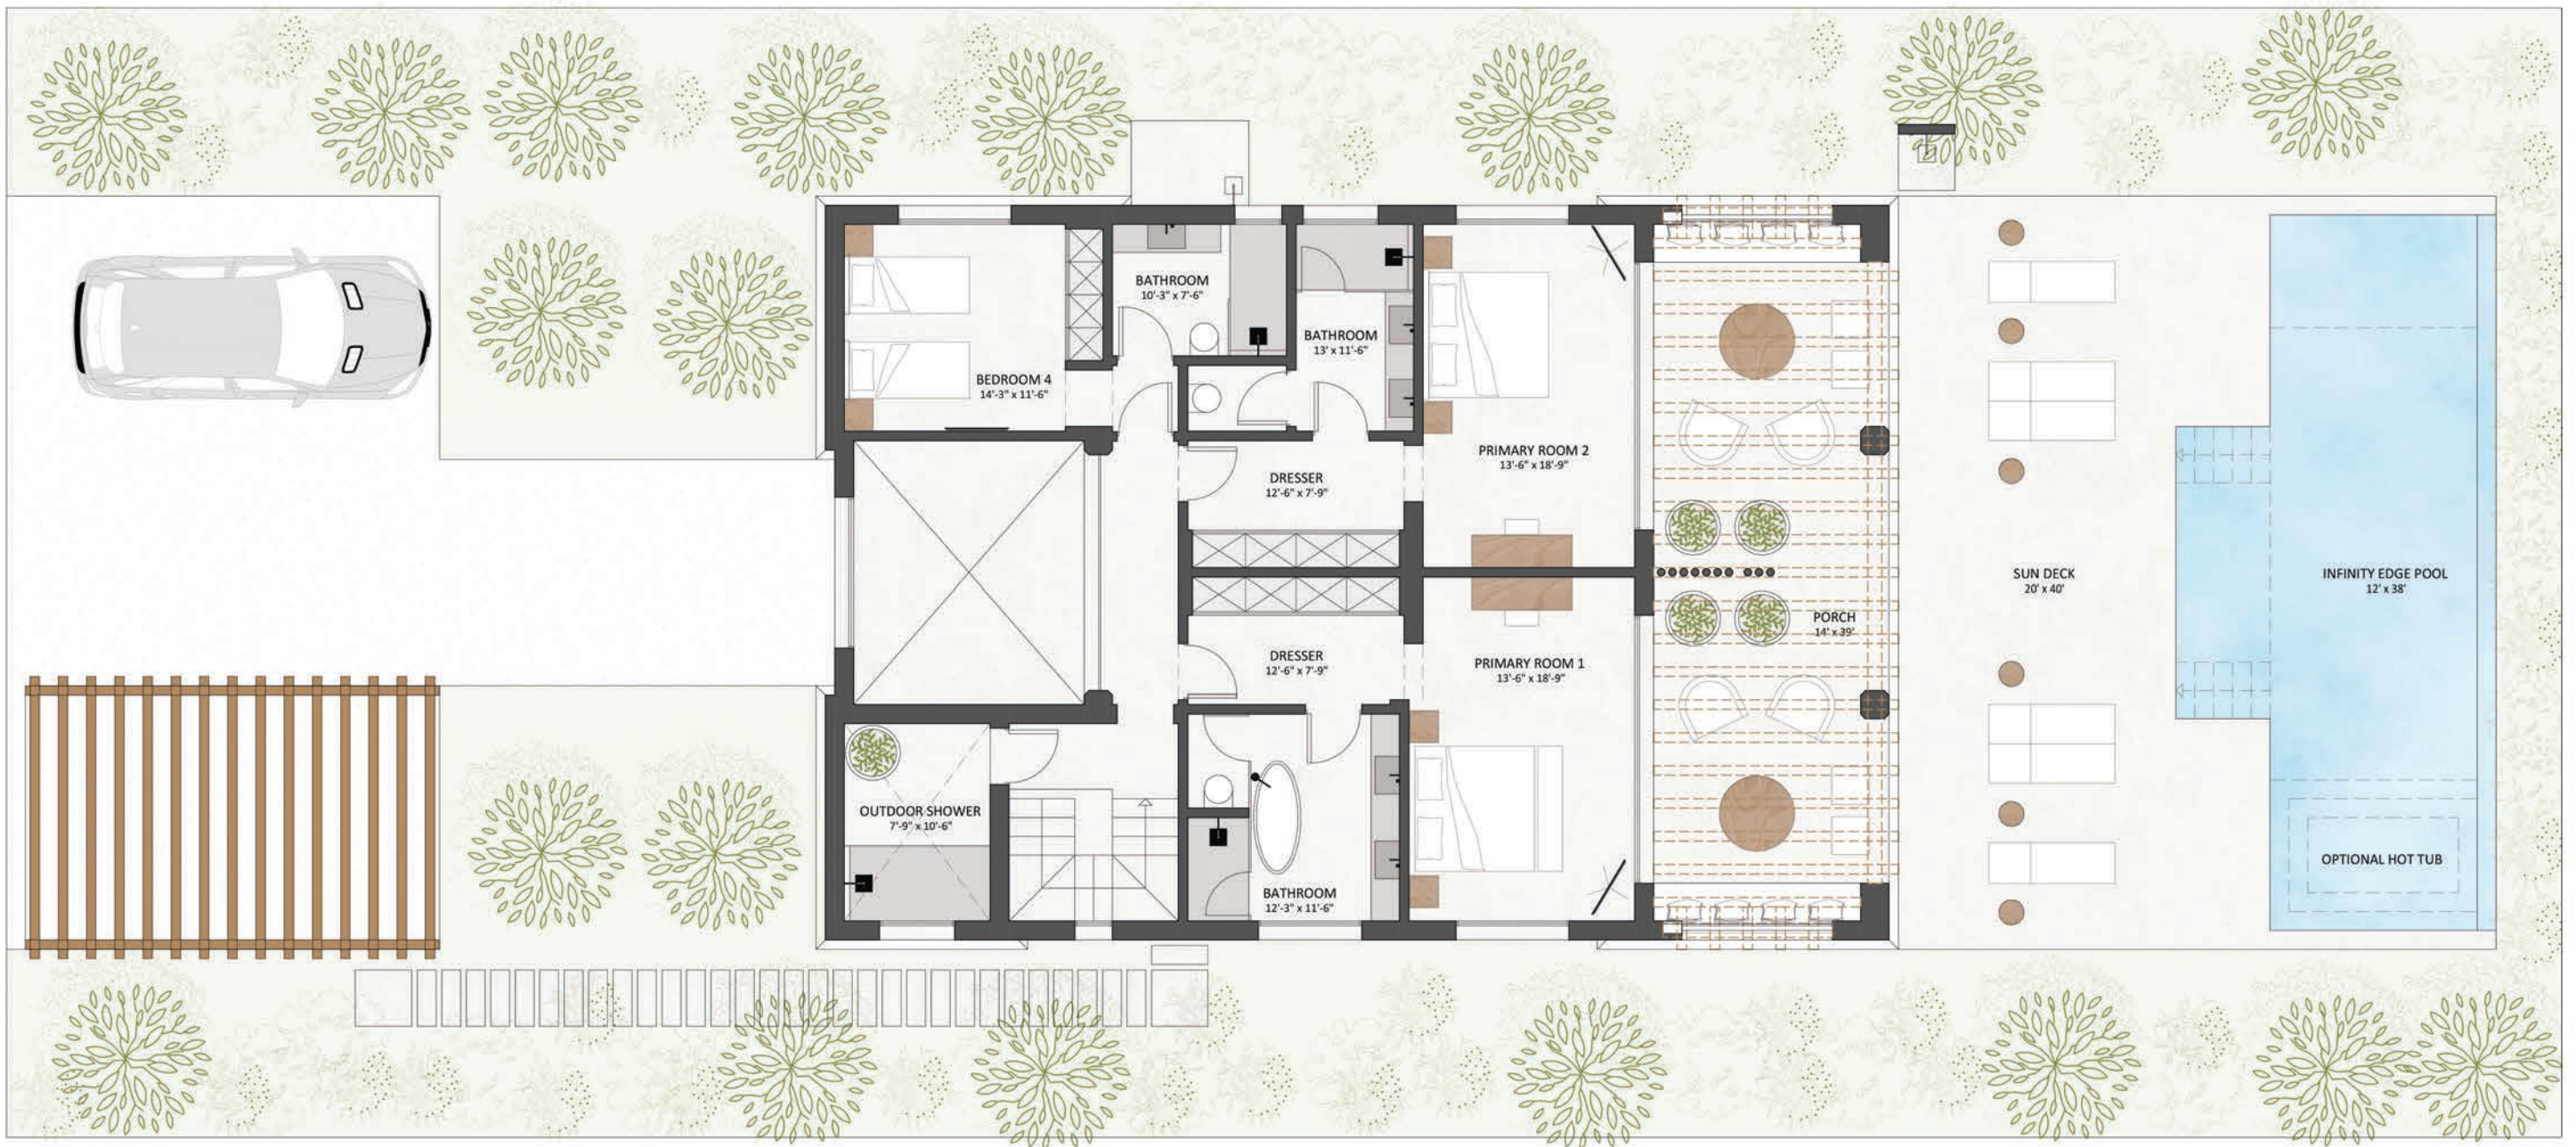 BATHROOM
10'-3" x 7'-6"
BATHROOM
13' x 11'-6"
BEDROOM 4
14'-3" x 11'-6"
PRIMARY ROOM 2
13'-6" x 18'-9"
DRESSER
12'-6" x 7'-9"
SUN DECK
20' x 40'
INFINITY EDGE POOL
12' x 38'
PORCH
14' x 39'
DRESSER
12'-6" x 7'-9"
PRIMARY ROOM 1
13'-6" x 18'-9"
OUTDOOR SHOWER
7'-9" x 10'-6"
OPTIONAL HOT TUB
BATHROOM
12'-3" x 11'-6"